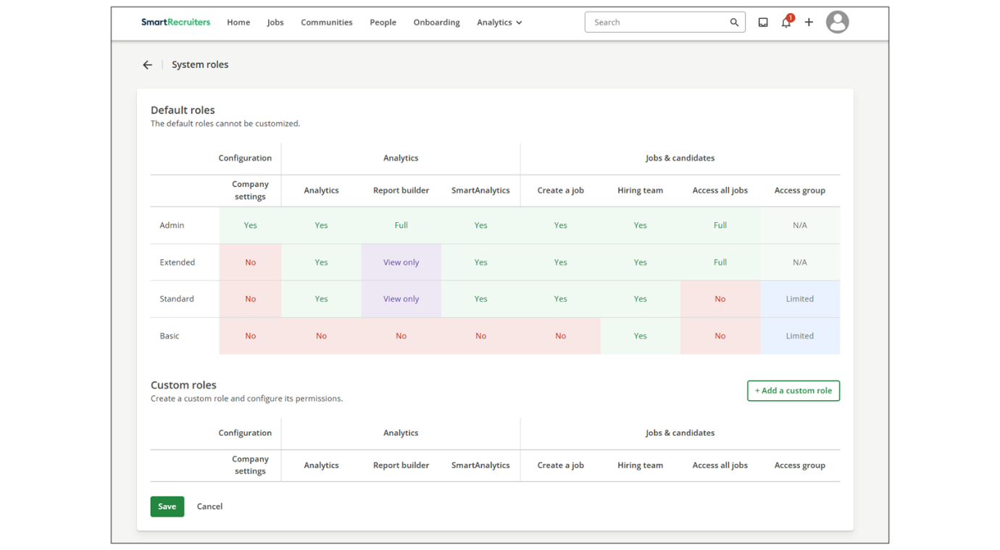 SmartRecruiters Home Jobs Communities People Onboarding Analytics Search 1
System roles
Default roles
The default roles cannot be customized.
Configuration Analytics Jobs & candidates
Company settings Analytics Report builder SmartAnalytics Create a job Hiring team Access all jobs Access group
Admin Yes Yes Full Yes Yes Yes Full N/A
Extended No Yes View only Yes Yes Yes Full N/A
Standard No Yes View only Yes Yes Yes No Limited
Basic No No No No No Yes No Limited
Custom roles
Create a custom role and configure its permissions.
+ Add a custom role
Configuration Analytics Jobs & candidates
Company settings Analytics Report builder SmartAnalytics Create a job Hiring team Access all jobs Access group
Save Cancel